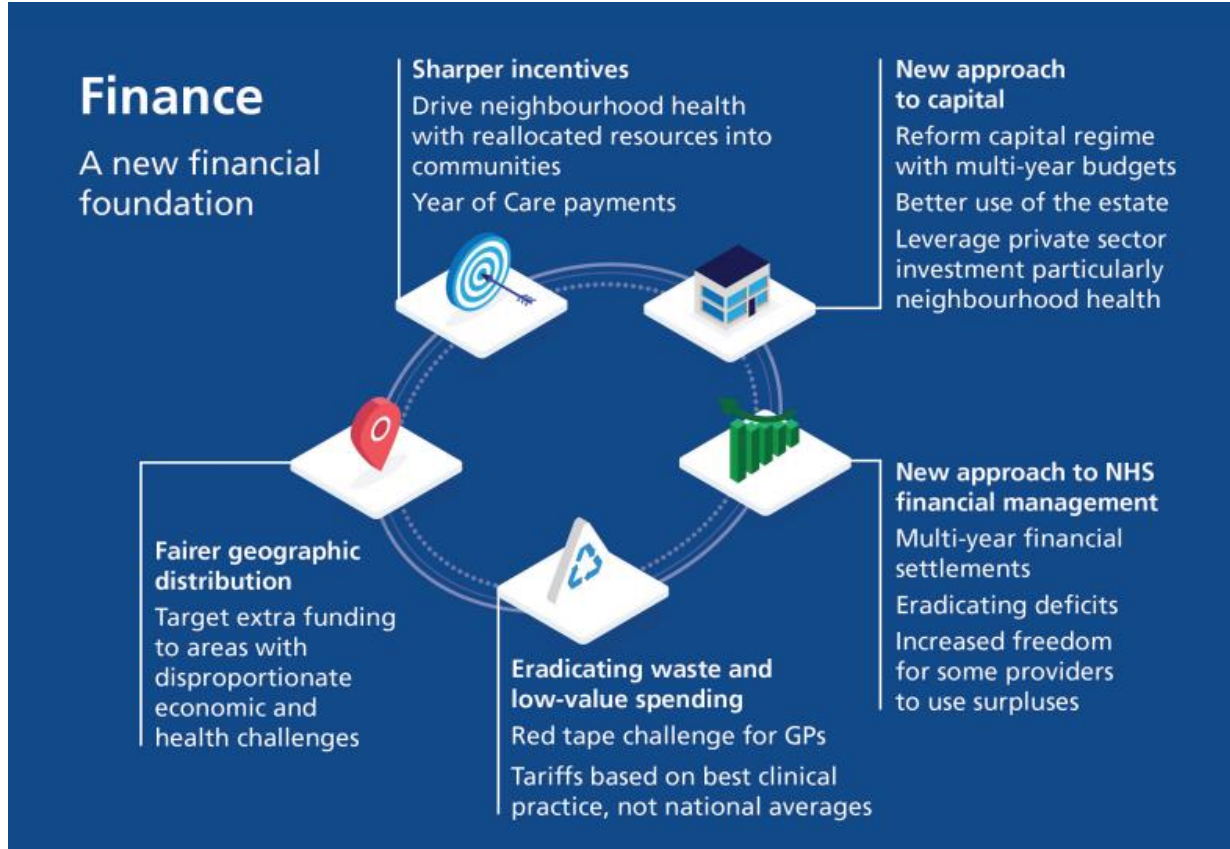 Finance
A new financial
foundation
Sharper incentives
Drive neighbourhood health
with reallocated resources into
communities
Year of Care payments
New approach
to capital
Reform capital regime
with multi-year budgets
Better use of the estate
Leverage private sector
investment particularly
neighbourhood health
New approach to NHS
financial management
Multi-year financial
settlements
Eradicating deficits
Increased freedom
for some providers
to use surpluses
Eradicating waste and
low-value spending
Red tape challenge for GPs
Tariffs based on best clinical
practice, not national averages
Fairer geographic
distribution
Target extra funding
to areas with
disproportionate
economic and
health challenges